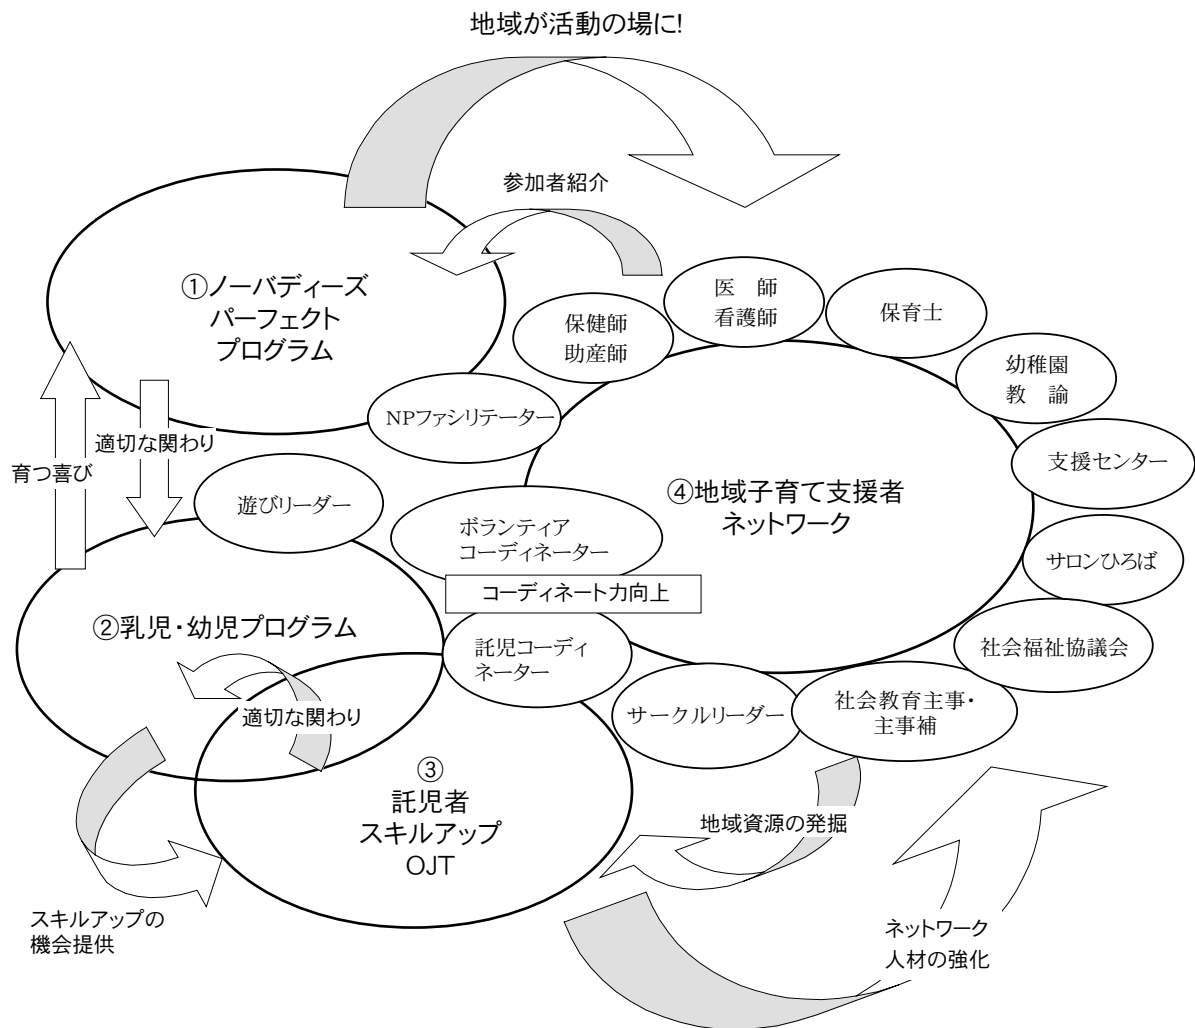 地域が活動の場に!
参加者紹介
①ノーバディーズ
パーフェクト
プログラム
医　師
看護師
保育士
保健師
助産師
幼稚園
教　諭
NPファシリテーター
支援センター
適切な関わり
育つ喜び
遊びリーダー
④地域子育て支援者
ネットワーク
ボランティア
コーディネーター
サロンひろば
コーディネート力向上
②乳児・幼児プログラム
託児コーディ
ネーター
社会福祉協議会
適切な関わり
サークルリーダー
社会教育主事・
主事補
③
託児者
スキルアップ
OJT
地域資源の発掘
スキルアップの
機会提供
ネットワーク
人材の強化